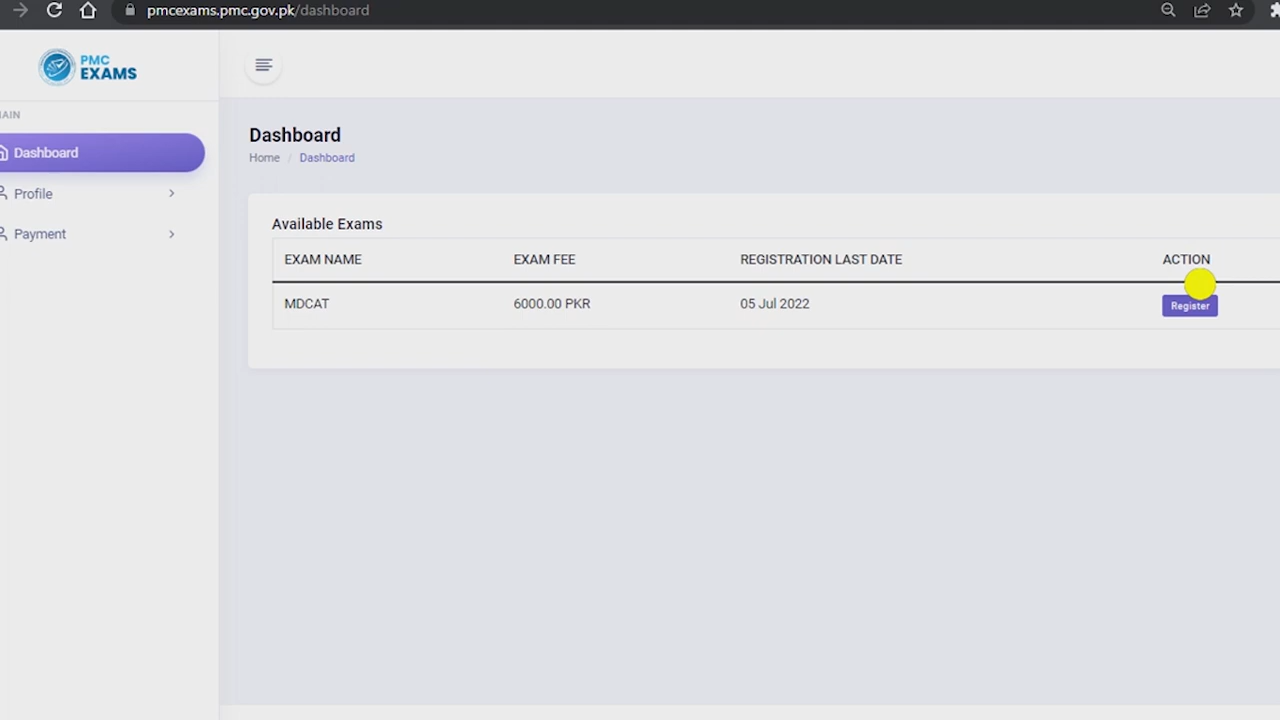 pmcexams.pmc.gov.pk/dashboard
PMC
EXAMS
Dashboard
Profile
Payment
Dashboard
Home / Dashboard
Available Exams
EXAM NAME EXAM FEE REGISTRATION LAST DATE ACTION
MDCAT 6000.00 PKR 05 Jul 2022 Register